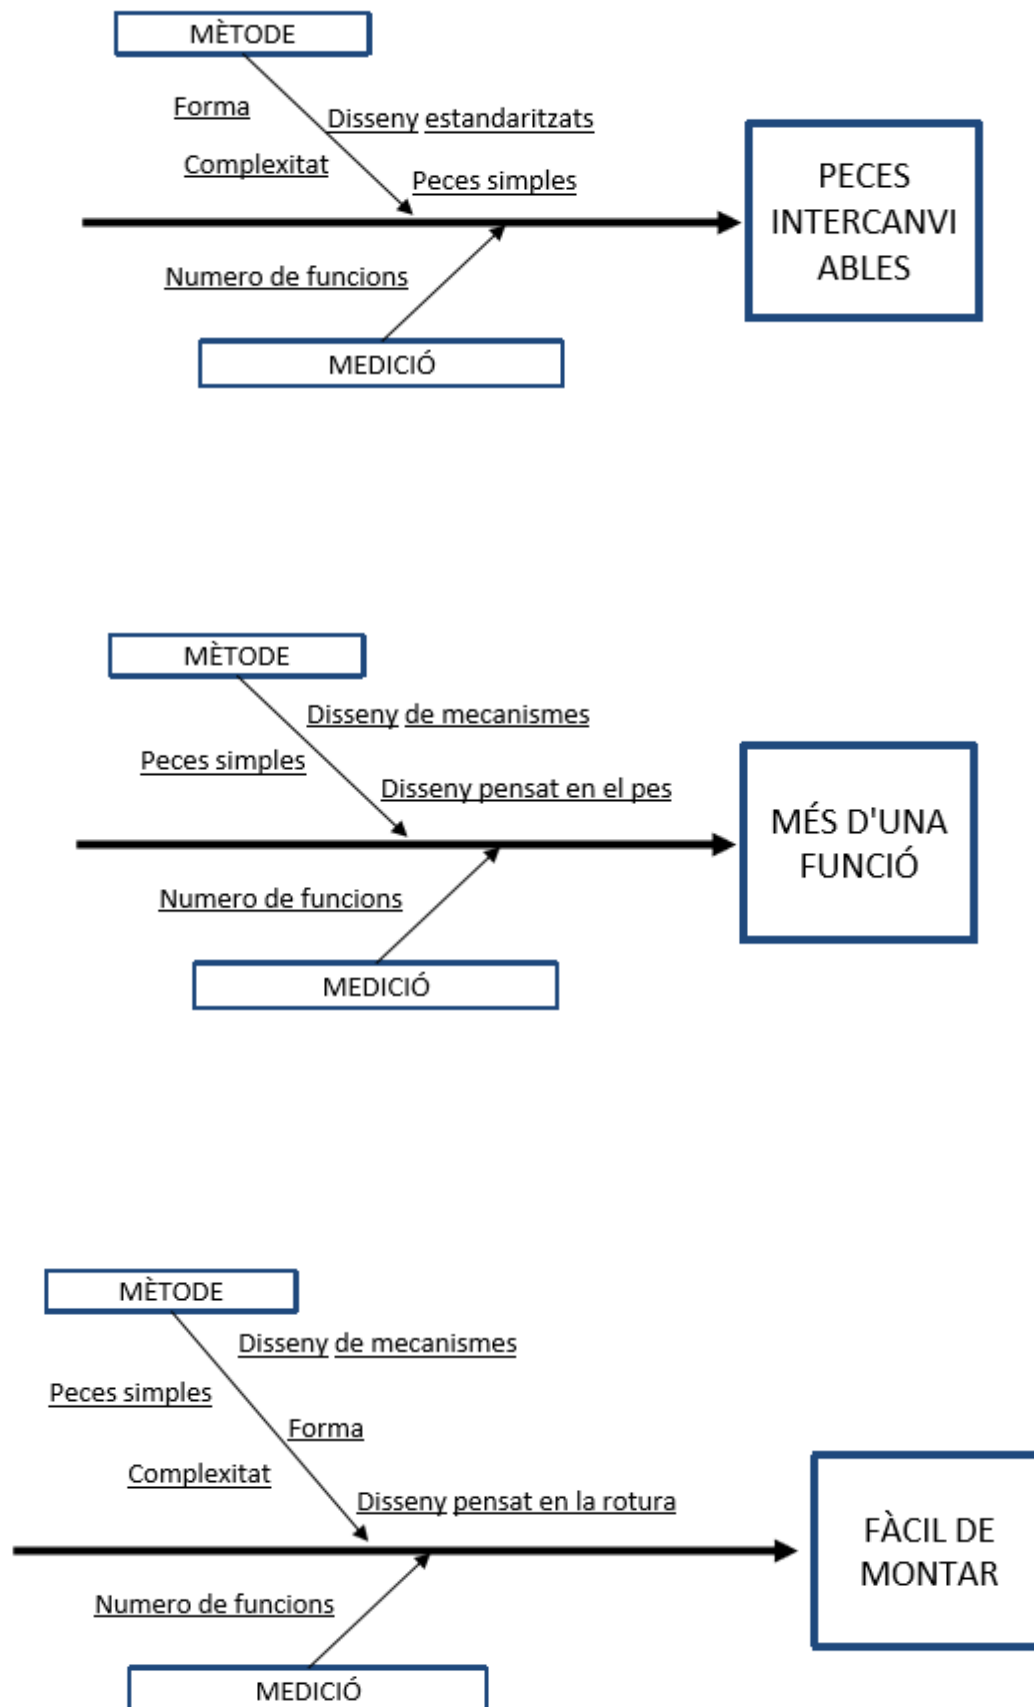 MÈTODE
Forma
Disseny estandaritzats
Complexitat
Peces simples
PECES
INTERCANVI
ABLES
Numero de funcions
MEDICIÓ
MÈTODE
Disseny de mecanismes
Peces simples
Disseny pensat en el pes
MÉS D'UNA
FUNCIÓ
Numero de funcions
MEDICIÓ
MÈTODE
Disseny de mecanismes
Peces simples
Forma
Complexitat
Disseny pensat en la rotura
FÀCIL DE
MONTAR
Numero de funcions
MEDICIÓ